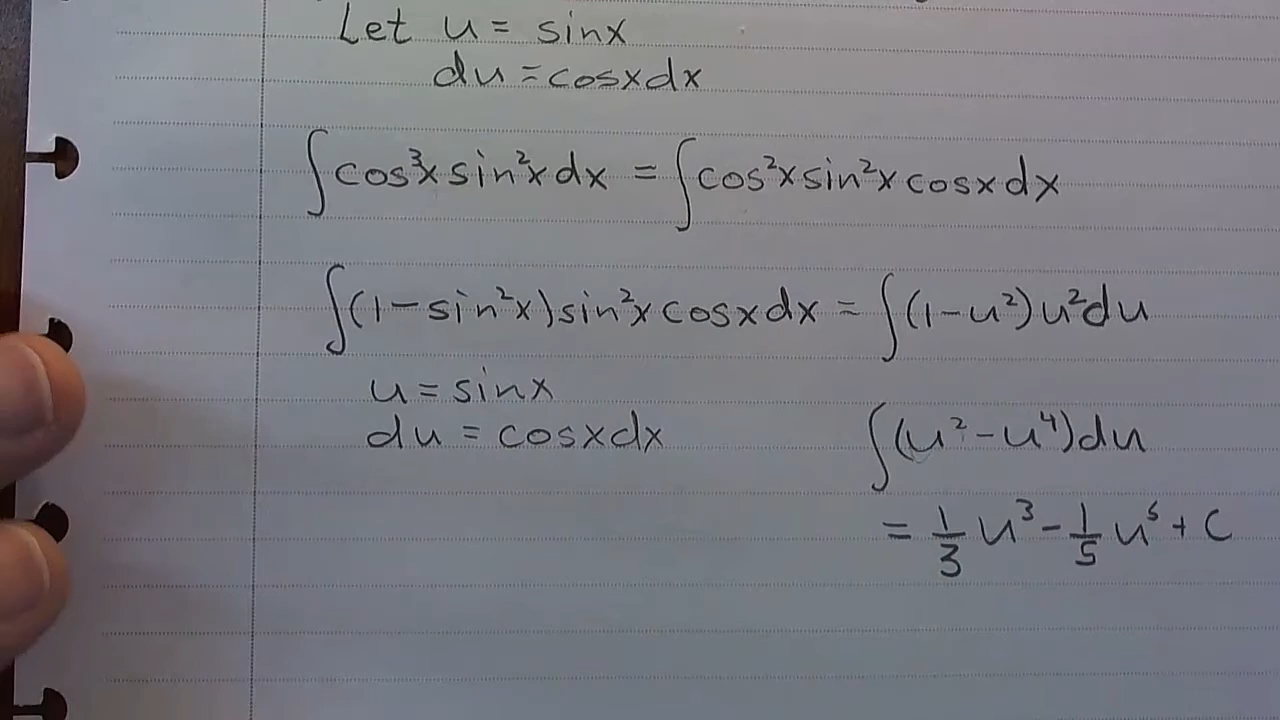 Let u = sinx
du = cosxdx
∫cos³x sin²x dx = ∫cos²x sin²x cosx dx
∫(1 − sin²x) sin²x cosx dx = ∫(1−u²)u²du
u = sinx
du = cosxdx
∫(u² − u⁴)du
= 1/3 u³ − 1/5 u⁵ + C